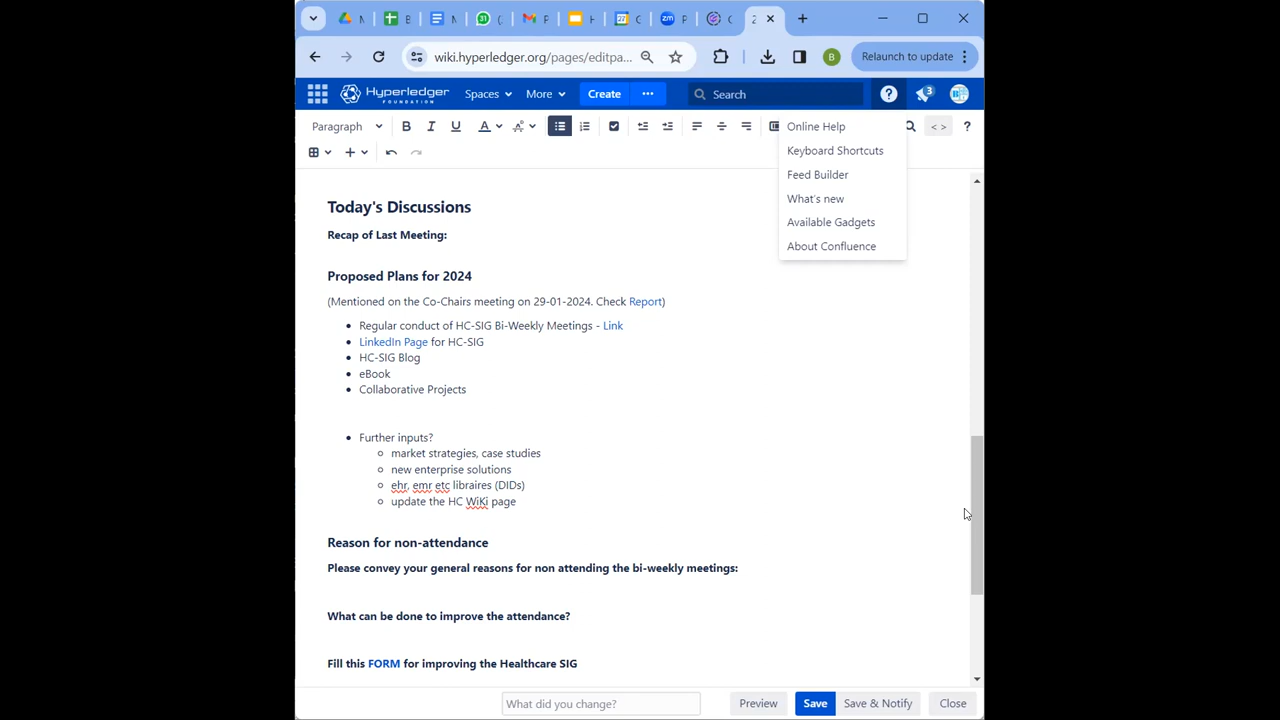 wiki.hyperledger.org/pages/editpa...
B
Relaunch to update
Hyperledger
FOUNDATION
Spaces
More
Create
Search
3
Paragraph
B I U A
Online Help
Keyboard Shortcuts
Feed Builder
What's new
Available Gadgets
About Confluence
< >
?
Today's Discussions
Recap of Last Meeting:
Proposed Plans for 2024
(Mentioned on the Co-Chairs meeting on 29-01-2024. Check Report)
Regular conduct of HC-SIG Bi-Weekly Meetings - Link
LinkedIn Page for HC-SIG
HC-SIG Blog
eBook
Collaborative Projects
Further inputs?
market strategies, case studies
new enterprise solutions
ehr, emr etc libraires (DIDs)
update the HC WiKi page
Reason for non-attendance
Please convey your general reasons for non attending the bi-weekly meetings:
What can be done to improve the attendance?
Fill this FORM for improving the Healthcare SIG
What did you change?
Preview
Save
Save & Notify
Close